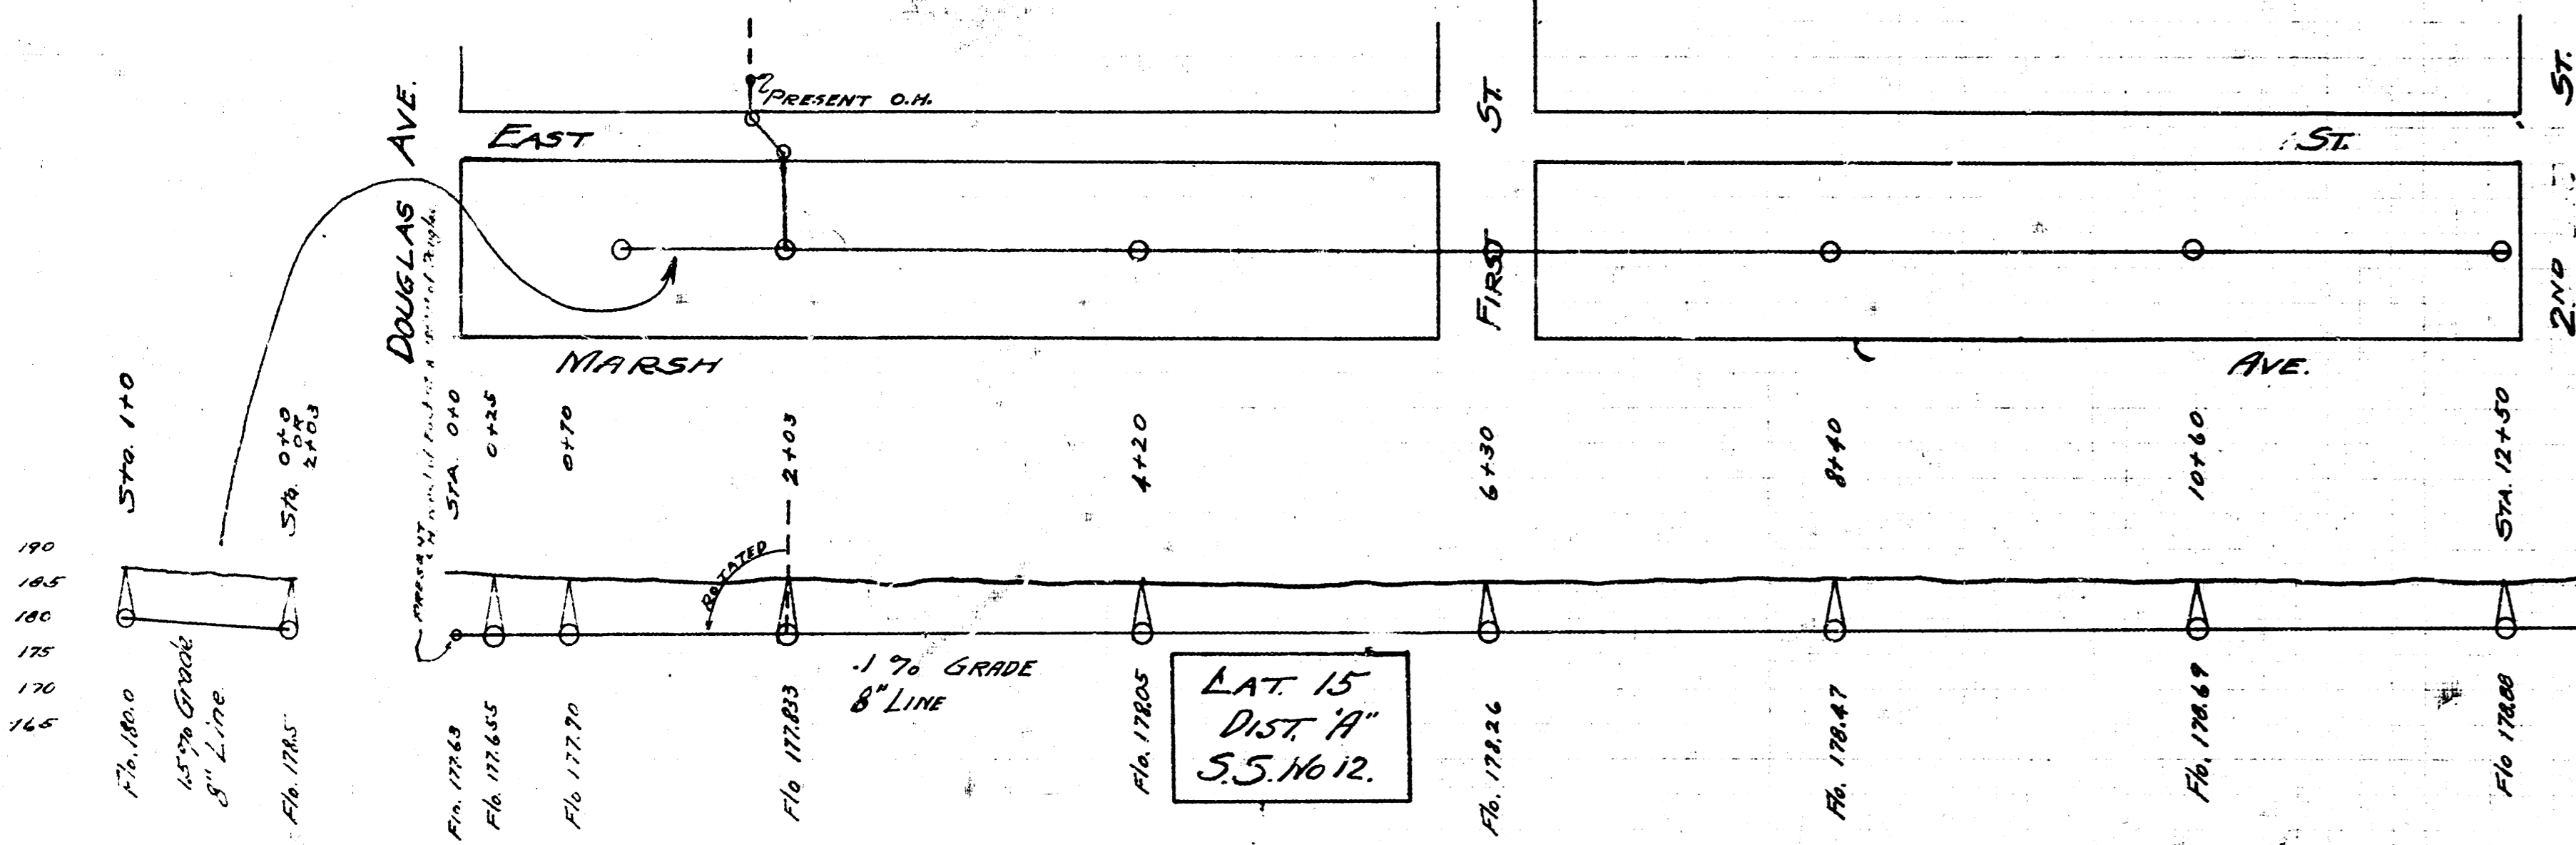 PRESENT O.H.
EAST
ST.
DOUGLAS AVE.
FIRST ST.
2ND ST.
MARSH
AVE.
Sta. 1+0
Sta. 0+0
OR
2+03
PRESENT
STA. 0+0
0+25
0+70
2+03
4+20
6+30
8+40
10+60
STA. 12+50
190
185
180
175
170
165
ROTATED
.1 % GRADE
8" LINE
1.5% Grade
8" Line
Flo. 180.0
Flo. 178.5
Fin. 177.63
Flo. 177.655
Flo 177.70
Flo 177.833
Flo. 178.05
Flo. 178.26
Flo. 178.47
Flo. 178.69
Flo 178.88
LAT. 15
DIST. "A"
S.S. No 12.